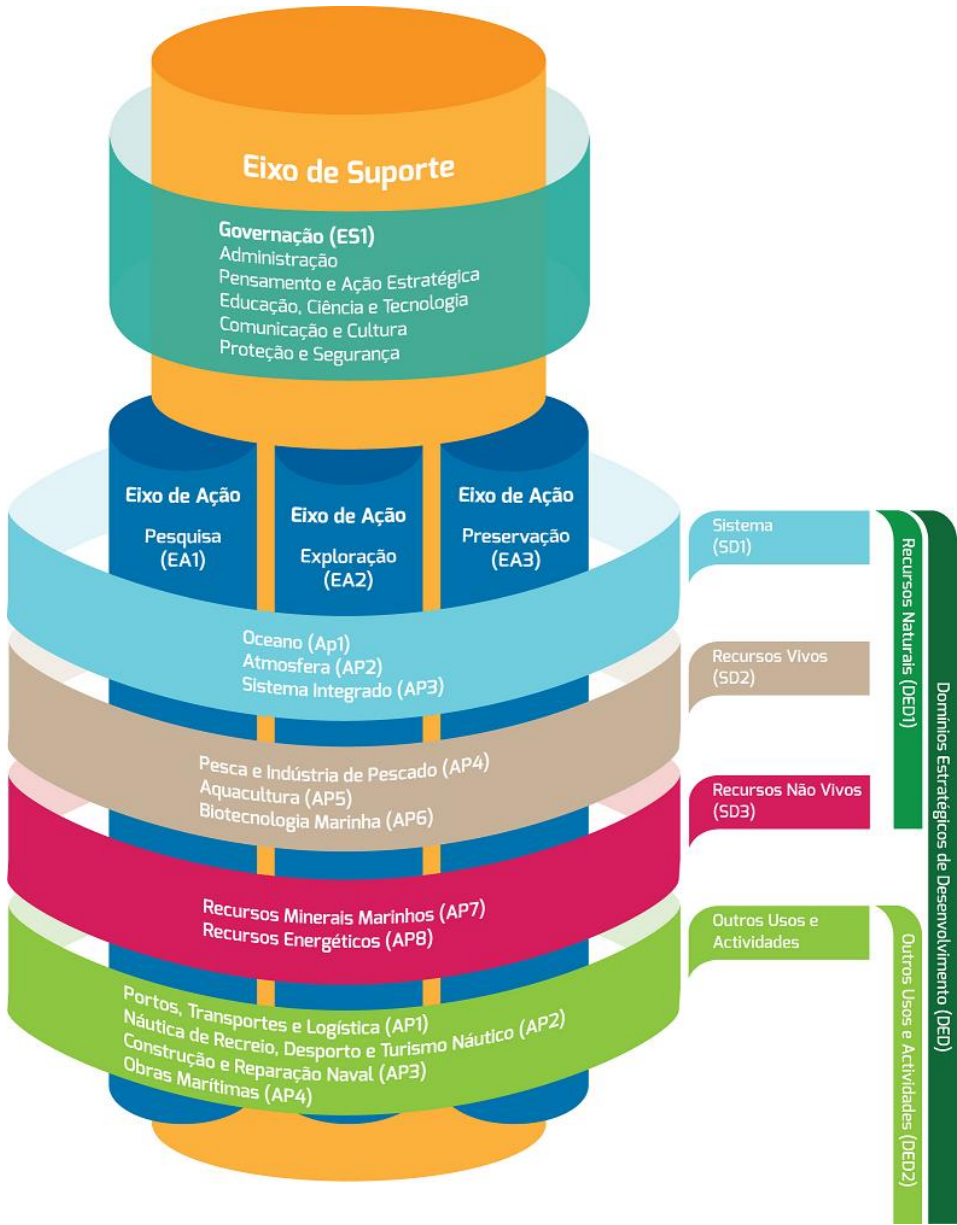 Eixo de Suporte
Governação (ES1)
Administração
Pensamento e Ação Estratégica
Educação, Ciência e Tecnologia
Comunicação e Cultura
Proteção e Segurança
Eixo de Ação
Pesquisa
(EA1)
Eixo de Ação
Exploração
(EA2)
Eixo de Ação
Preservação
(EA3)
Oceano (Ap1)
Atmosfera (AP2)
Sistema Integrado (AP3)
Sistema
(SD1)
Pesca e Indústria de Pescado (AP4)
Aquacultura (AP5)
Biotecnologia Marinha (AP6)
Recursos Vivos
(SD2)
Recursos Minerais Marinhos (AP7)
Recursos Energéticos (AP8)
Recursos Não Vivos
(SD3)
Portos, Transportes e Logística (AP1)
Náutica de Recreio, Desporto e Turismo Náutico (AP2)
Construção e Reparação Naval (AP3)
Obras Marítimas (AP4)
Outros Usos e
Actividades
Recursos Naturais (DED1)
Outros Usos e Actividades (DED2)
Domínios Estratégicos de Desenvolvimento (DED)